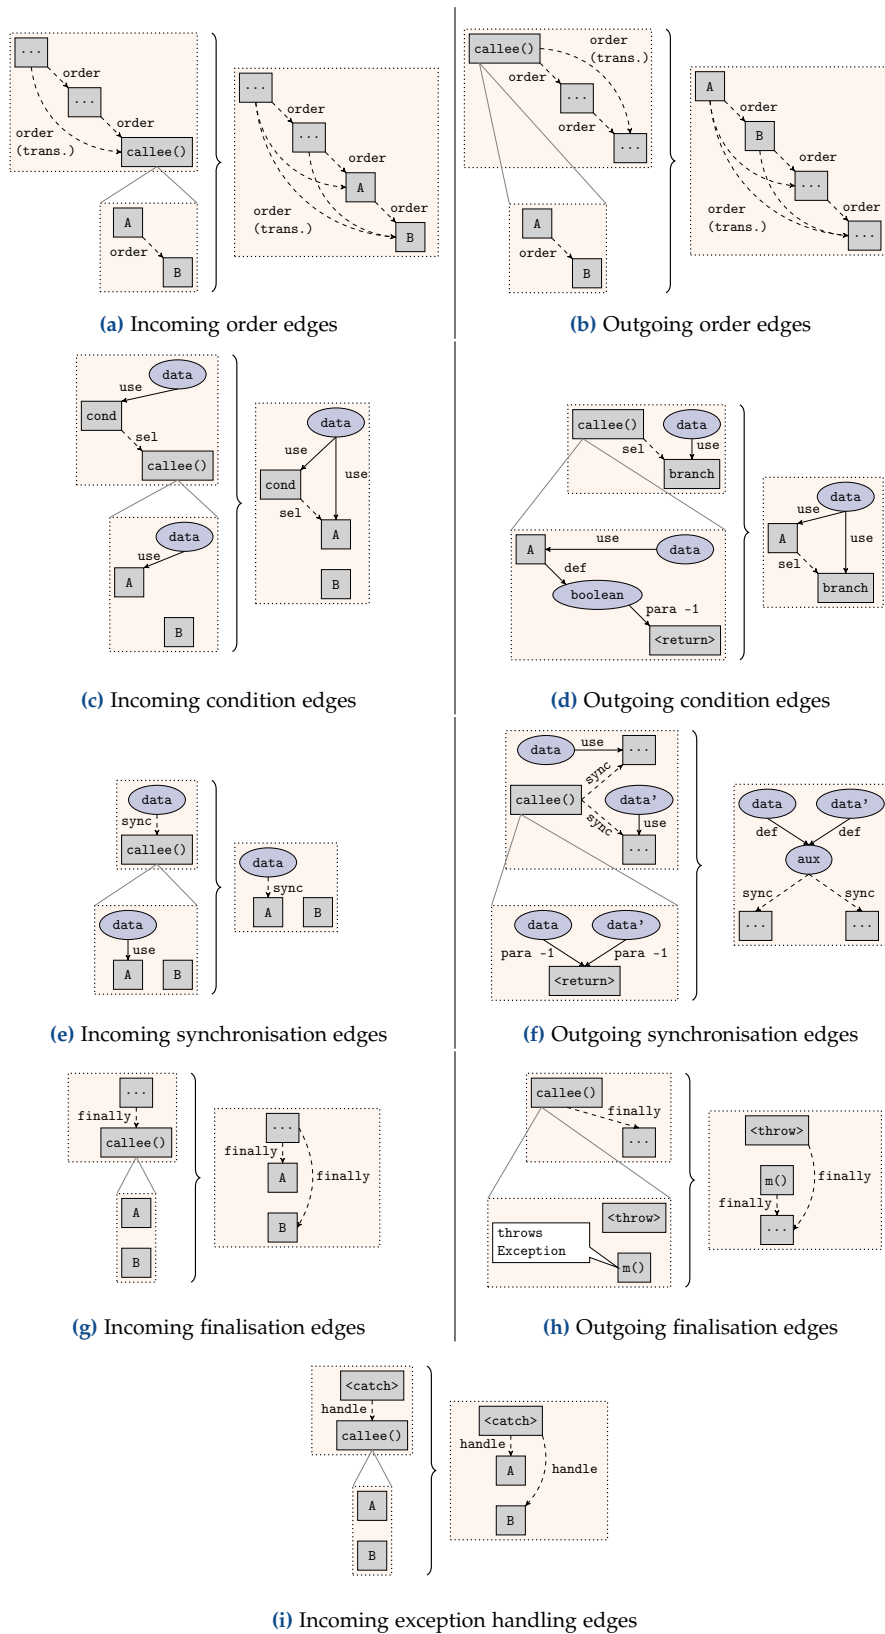 ...
order
...
order
order
(trans.)
callee()
A
order
B
...
order
...
order
A
order
order
(trans.)
B
(a) Incoming order edges
callee()
order
(trans.)
order
...
order
...
A
order
B
A
order
B
order
...
order
order
(trans.)
...
(b) Outgoing order edges
data
use
cond
sel
callee()
data
use
A
B
data
use
cond
use
sel
A
B
(c) Incoming condition edges
callee()
data
sel
use
branch
use
A
data
def
boolean
para -1
<return>
data
use
A
use
sel
branch
(d) Outgoing condition edges
data
sync
callee()
data
use
A
B
data
sync
A
B
(e) Incoming synchronisation edges
data
use
...
sync
callee()
data'
sync
use
...
data
data'
para -1
para -1
<return>
data
data'
def
def
aux
sync
sync
...
...
(f) Outgoing synchronisation edges
...
finally
callee()
A
B
...
finally
A
finally
B
(g) Incoming finalisation edges
callee()
finally
...
<throw>
throws
Exception
m()
<throw>
m()
finally
finally
...
(h) Outgoing finalisation edges
<catch>
handle
callee()
A
B
<catch>
handle
A
handle
B
(i) Incoming exception handling edges